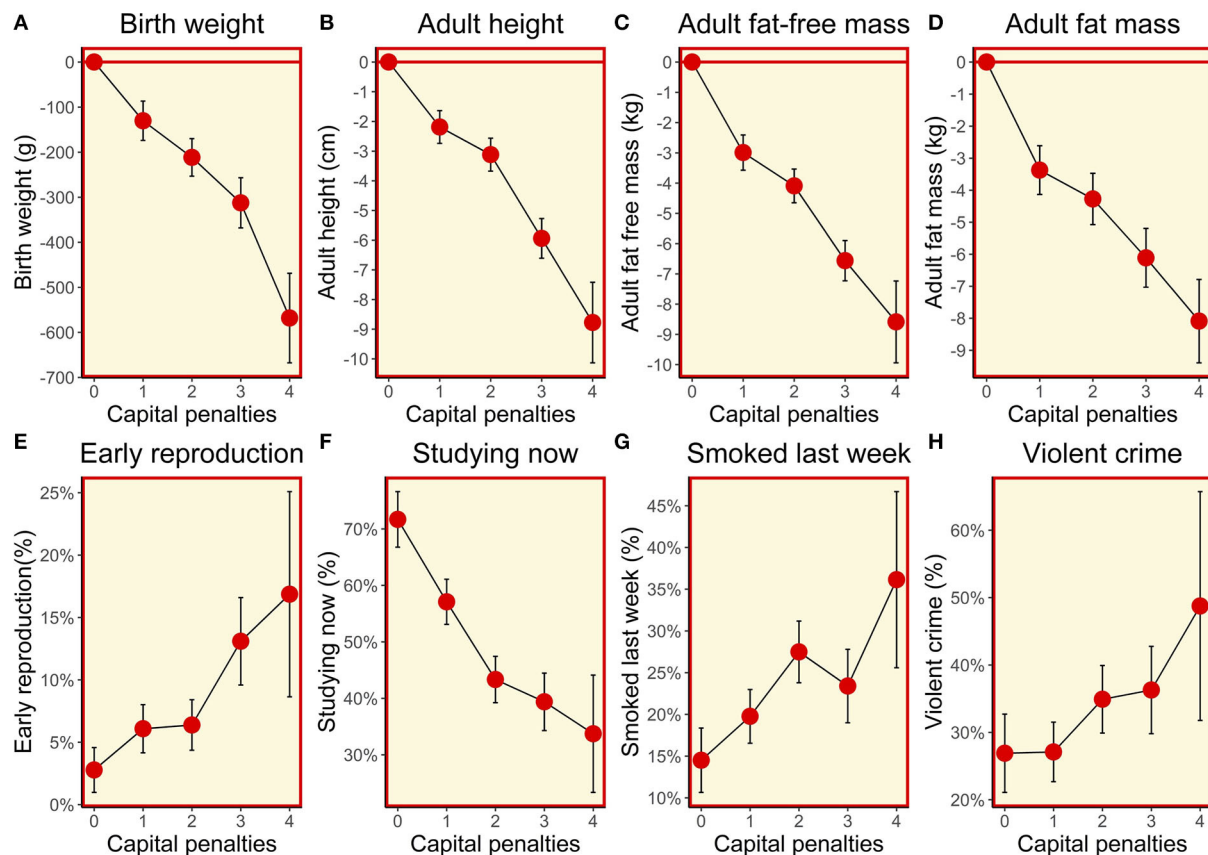 A Birth weight
Birth weight (g)
0
-100
-200
-300
-400
-500
-600
-700
0 1 2 3 4
Capital penalties
B Adult height
Adult height (cm)
0
-1
-2
-3
-4
-5
-6
-7
-8
-9
-10
0 1 2 3 4
Capital penalties
C Adult fat-free mass
Adult fat free mass (kg)
0
-1
-2
-3
-4
-5
-6
-7
-8
-9
-10
0 1 2 3 4
Capital penalties
D Adult fat mass
Adult fat mass (kg)
0
-1
-2
-3
-4
-5
-6
-7
-8
-9
0 1 2 3 4
Capital penalties
E Early reproduction
Early reproduction(%)
25%
20%
15%
10%
5%
0%
0 1 2 3 4
Capital penalties
F Studying now
Studying now (%)
70%
60%
50%
40%
30%
0 1 2 3 4
Capital penalties
G Smoked last week
Smoked last week (%)
45%
40%
35%
30%
25%
20%
15%
10%
0 1 2 3 4
Capital penalties
H Violent crime
Violent crime (%)
60%
50%
40%
30%
20%
0 1 2 3 4
Capital penalties